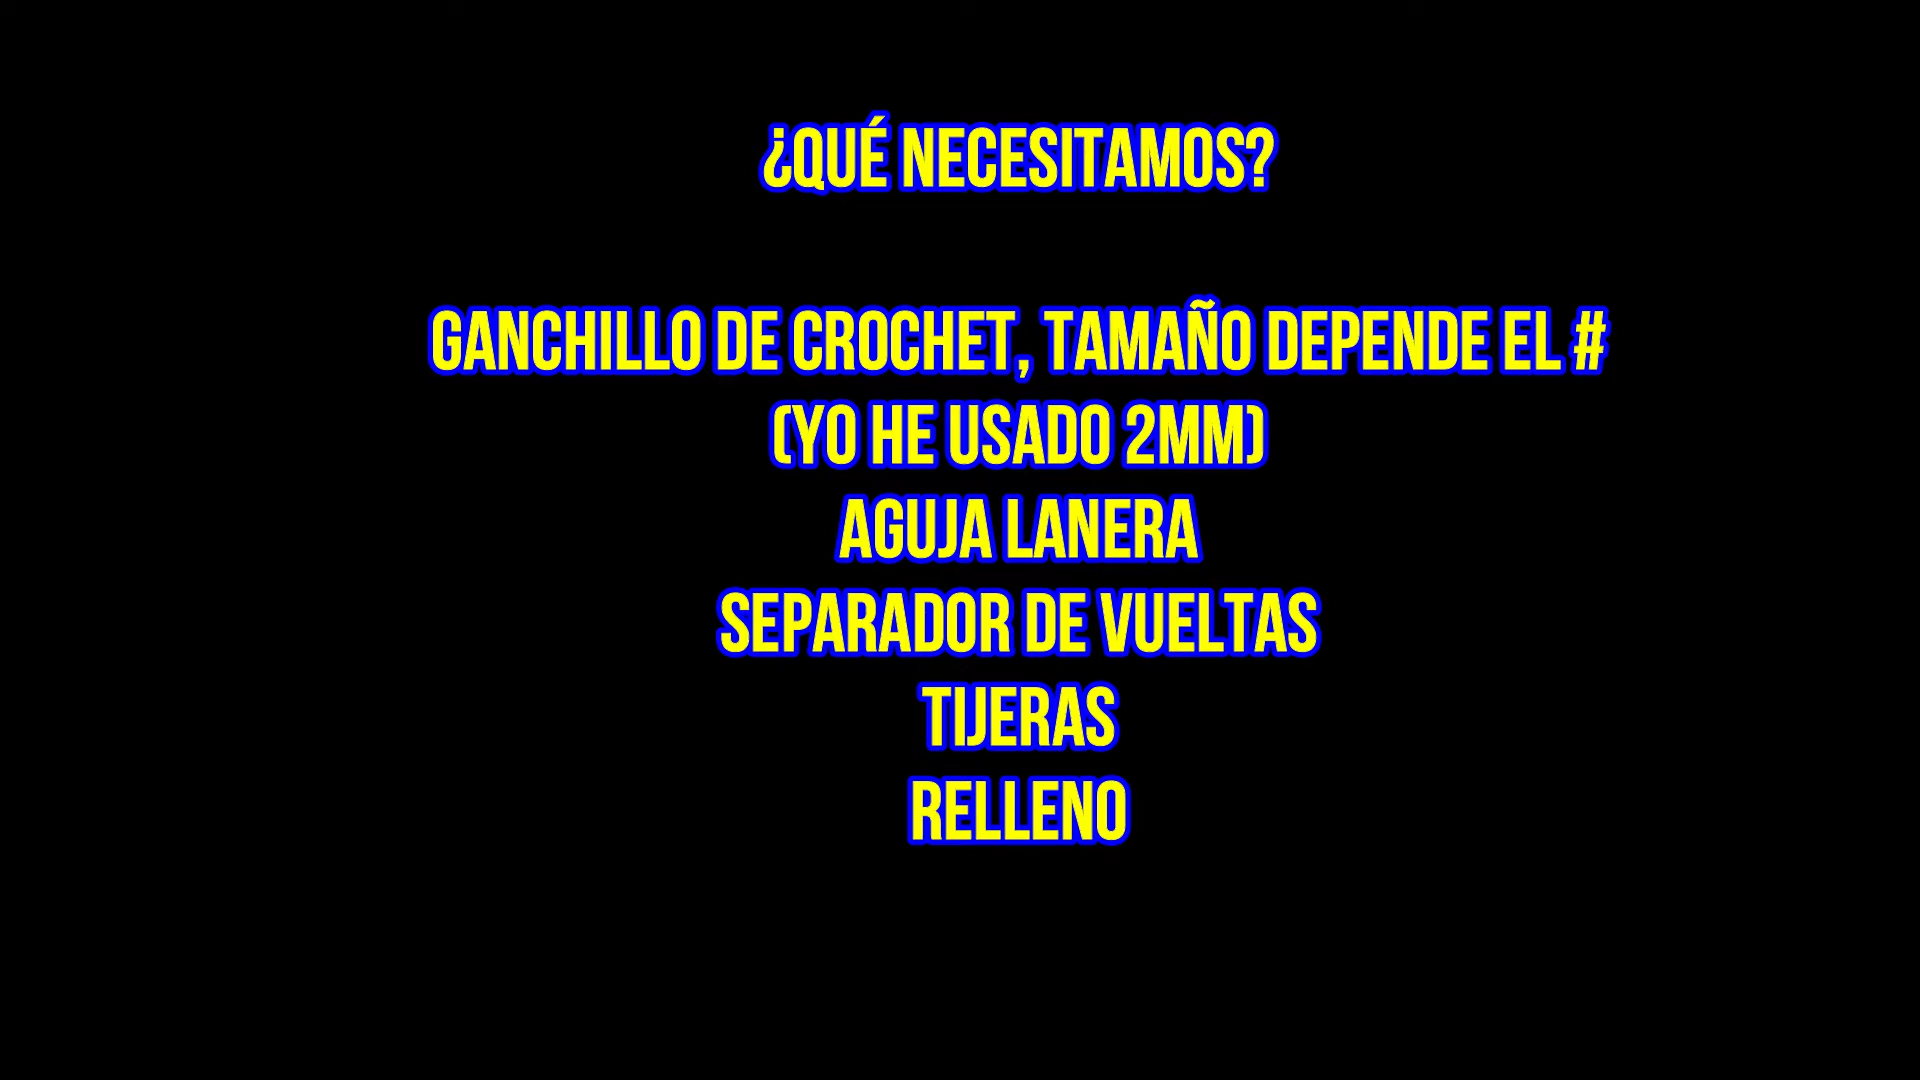 ¿QUÉ NECESITAMOS?
GANCHILLO DE CROCHET, TAMAÑO DEPENDE EL #
(YO HE USADO 2MM)
AGUJA LANERA
SEPARADOR DE VUELTAS
TIJERAS
RELLENO